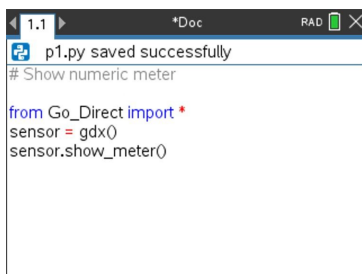 1.1 *Doc RAD
p1.py saved successfully
# Show numeric meter
from Go_Direct import *
sensor = gdx()
sensor.show_meter()